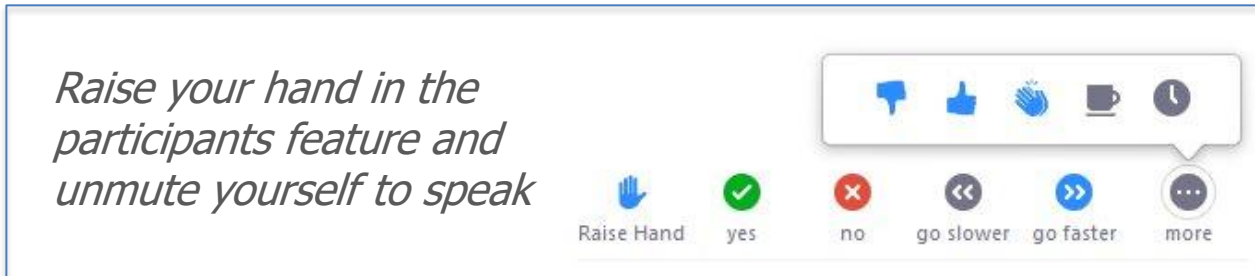 Raise your hand in the
participants feature and
unmute yourself to speak
Raise Hand yes no go slower go faster more